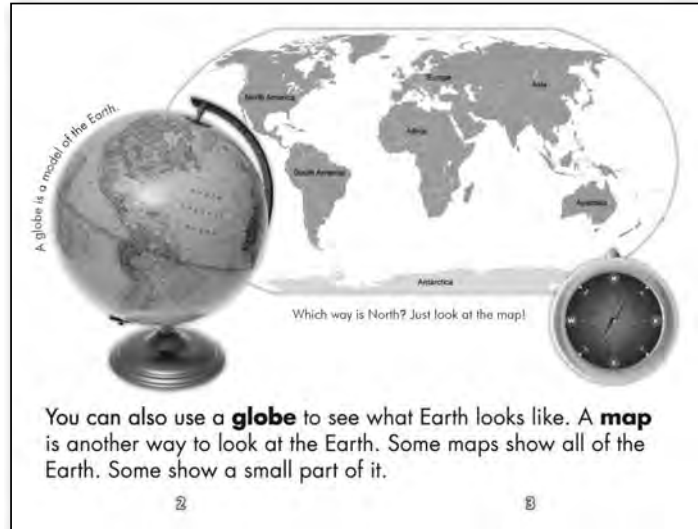 A globe is a model of the Earth.
North America
Europe
Asia
Africa
South America
Australia
Antarctica
Which way is North? Just look at the map!
N
W
E
S
You can also use a globe to see what Earth looks like. A map
is another way to look at the Earth. Some maps show all of the
Earth. Some show a small part of it.
2
3